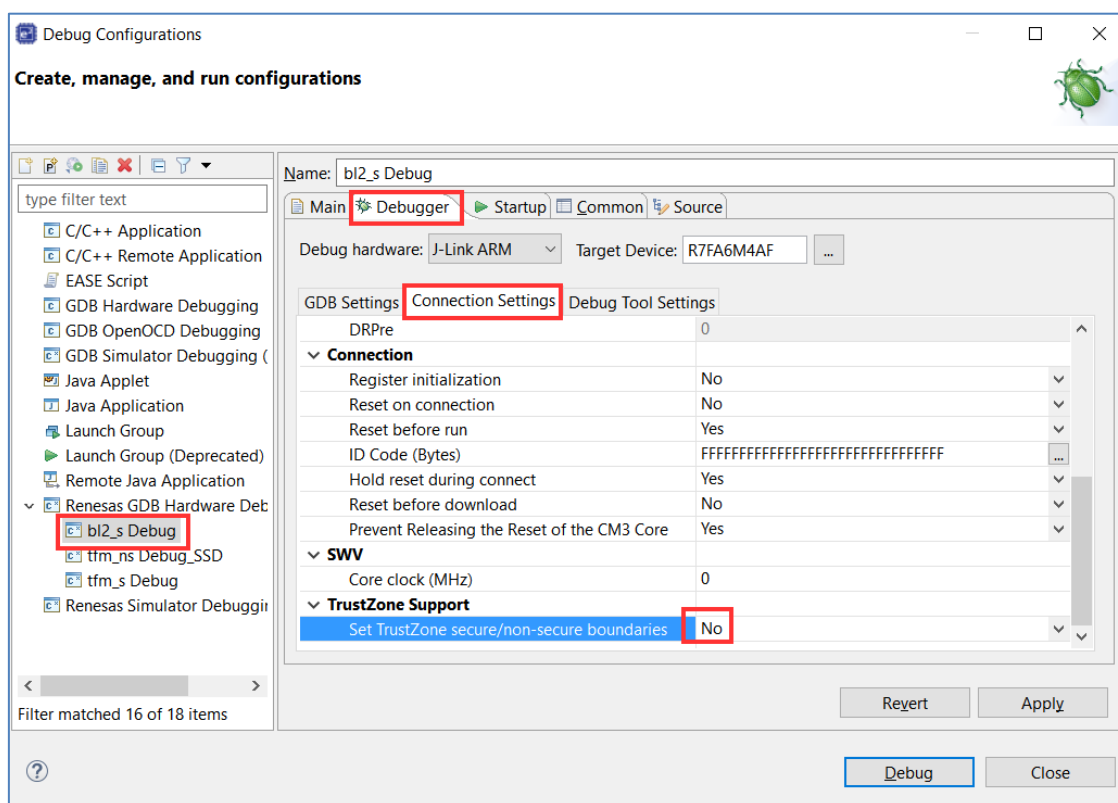 Debug Configurations
Create, manage, and run configurations
type filter text
C/C++ Application
C/C++ Remote Application
EASE Script
GDB Hardware Debugging
GDB OpenOCD Debugging
GDB Simulator Debugging (
Java Applet
Java Application
Launch Group
Launch Group (Deprecated)
Remote Java Application
Renesas GDB Hardware Deb
bl2_s Debug
tfm_ns Debug_SSD
tfm_s Debug
Renesas Simulator Debuggin
Filter matched 16 of 18 items
Name: bl2_s Debug
Main Debugger Startup Common Source
Debug hardware: J-Link ARM Target Device: R7FA6M4AF ...
GDB Settings Connection Settings Debug Tool Settings
DRPre 0
Connection
Register initialization No
Reset on connection No
Reset before run Yes
ID Code (Bytes) FFFFFFFFFFFFFFFFFFFFFFFFFFFFFFFF ...
Hold reset during connect Yes
Reset before download No
Prevent Releasing the Reset of the CM3 Core Yes
SWV
Core clock (MHz) 0
TrustZone Support
Set TrustZone secure/non-secure boundaries No
Revert Apply
Debug Close